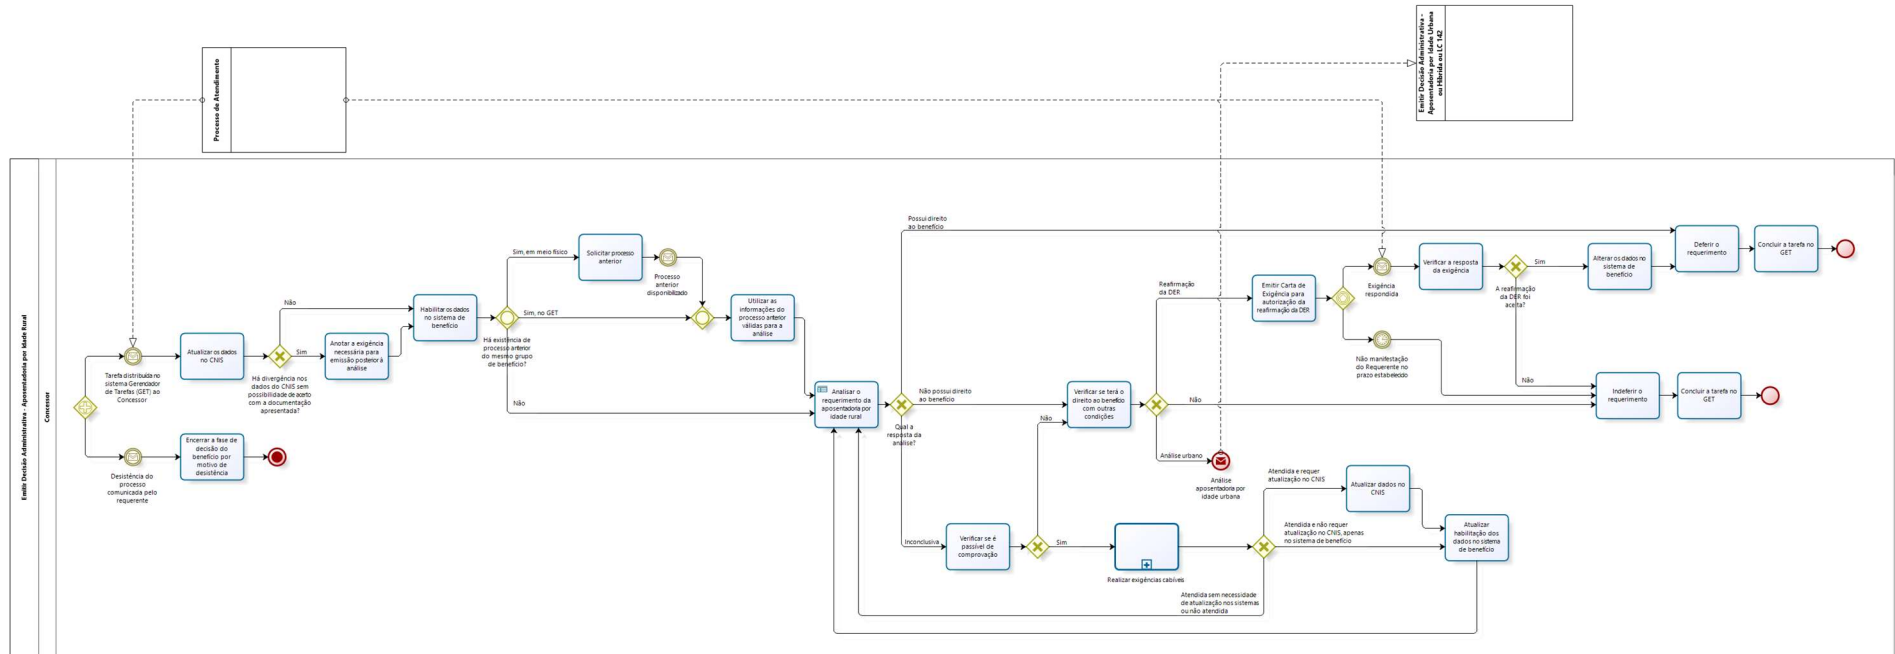 Emitir Decisão Administrativa -
Aposentadoria por Idade Urbana
ou Híbrida ou LC 142
Processo de Atendimento
Emitir Decisão Administrativa - Aposentadoria por Idade Rural
Concessor
Tarefa distribuída no
sistema Gerenciador
de Tarefas (GET) ao
Concessor
Atualizar os dados
no CNIS
Há divergência nos
dados do CNIS sem
possibilidade de acerto
com a documentação
apresentada?
Não
Sim
Anotar a exigência
necessária para
emissão posterior à
análise
Habilitar os dados
no sistema de
benefício
Há existência de
processo anterior
do mesmo grupo
de benefício?
Sim, em meio físico
Solicitar processo
anterior
Processo
anterior
disponibilizado
Sim, no GET
Utilizar as
informações do
processo anterior
válidas para a
análise
Não
Desistência do
processo
comunicada pelo
requerente
Encerrar a fase de
decisão do
benefício por
motivo de
desistência
Analisar o
requerimento da
aposentadoria por
idade rural
Qual a
resposta da
análise?
Possui direito
ao benefício
Não possui direito
ao benefício
Inconclusiva
Verificar se é
passível de
comprovação
Não
Sim
Realizar exigências cabíveis
Verificar se terá o
direito ao benefício
com outras
condições
Reafirmação
da DER
Não
Análise urbano
Análise
aposentadoria por
idade urbana
Emitir Carta de
Exigência para
autorização da
reafirmação da DER
Exigência
respondida
Não manifestação
do Requerente no
prazo estabelecido
Verificar a resposta
da exigência
A reafirmação
da DER foi
aceita?
Sim
Não
Alterar os dados no
sistema de
benefício
Deferir o
requerimento
Concluir a tarefa no
GET
Indeferir o
requerimento
Concluir a tarefa no
GET
Atendida e requer
atualização no CNIS
Atualizar dados no
CNIS
Atendida e não requer
atualização no CNIS, apenas
no sistema de benefício
Atualizar
habilitação dos
dados no sistema
de benefício
Atendida sem necessidade
de atualização nos sistemas
ou não atendida